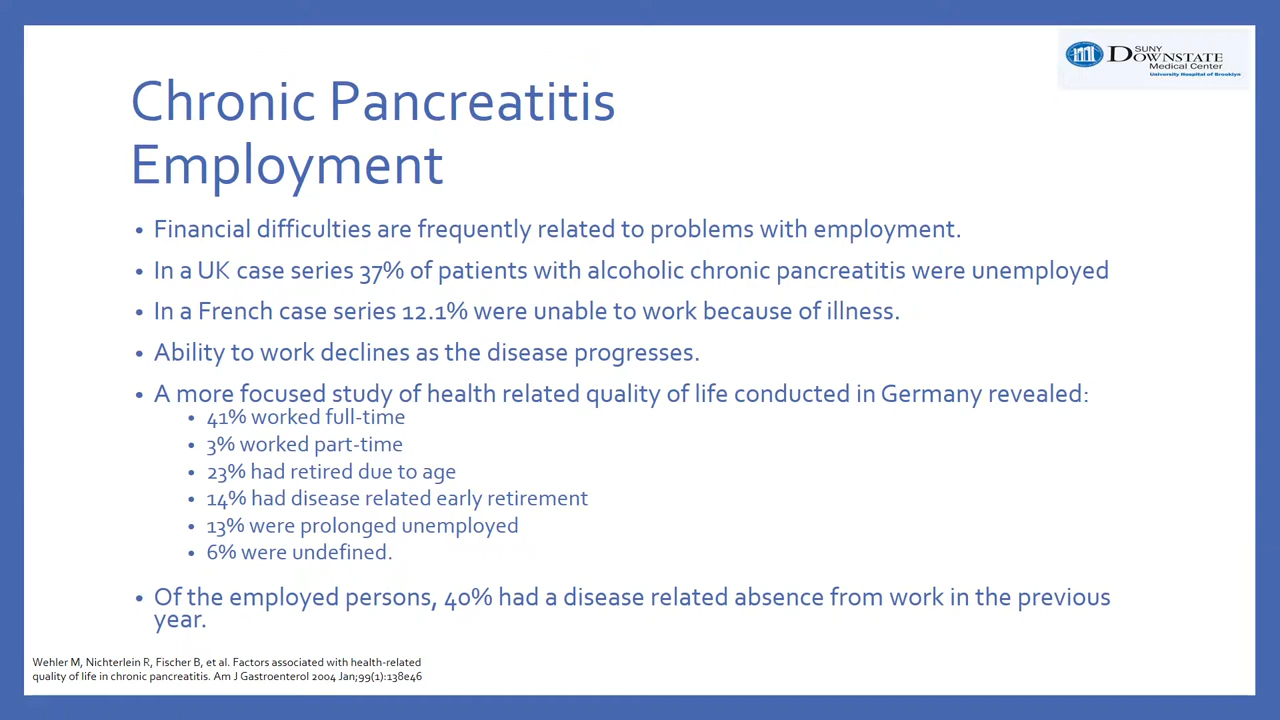 SUNY
DOWNSTATE
Medical Center
University Hospital of Brooklyn
Chronic Pancreatitis
Employment
• Financial difficulties are frequently related to problems with employment.
• In a UK case series 37% of patients with alcoholic chronic pancreatitis were unemployed
• In a French case series 12.1% were unable to work because of illness.
• Ability to work declines as the disease progresses.
• A more focused study of health related quality of life conducted in Germany revealed:
• 41% worked full-time
• 3% worked part-time
• 23% had retired due to age
• 14% had disease related early retirement
• 13% were prolonged unemployed
• 6% were undefined.
• Of the employed persons, 40% had a disease related absence from work in the previous
year.
Wehler M, Nichterlein R, Fischer B, et al. Factors associated with health-related
quality of life in chronic pancreatitis. Am J Gastroenterol 2004 Jan;99(1):138e46